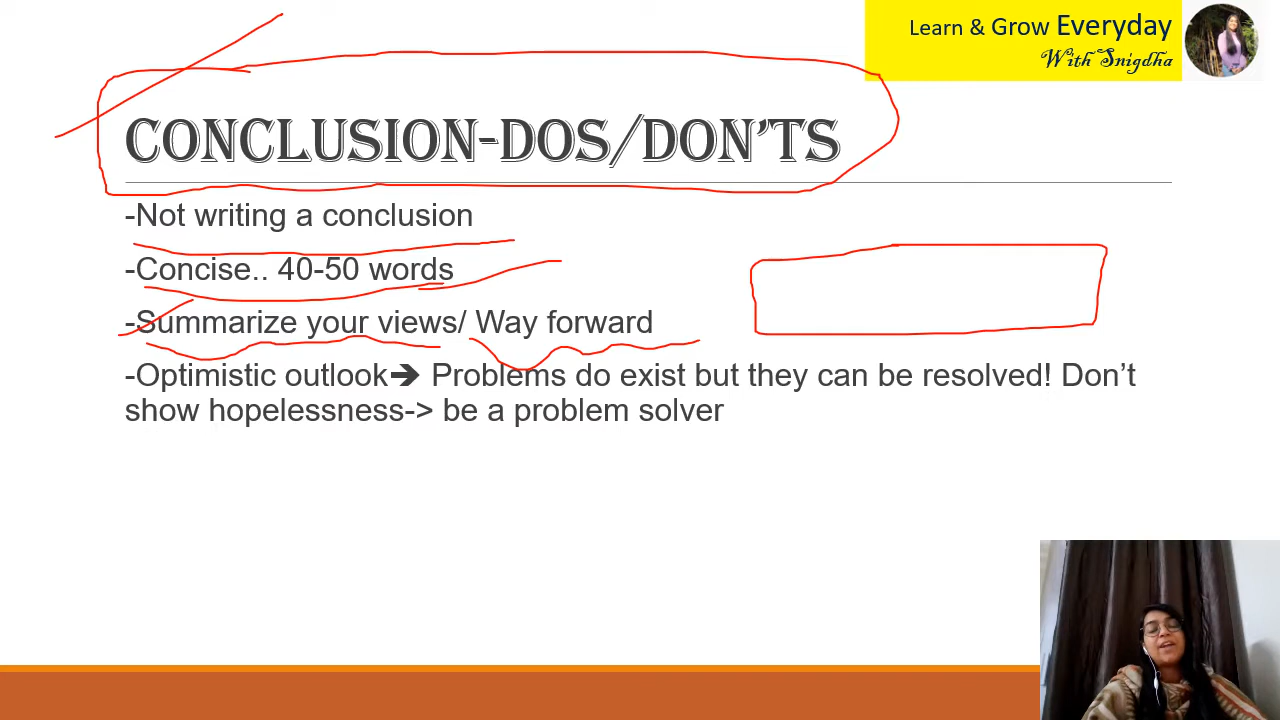 Learn & Grow Everyday
With Snigdha
CONCLUSION-DOS/DON'TS
-Not writing a conclusion
-Concise.. 40-50 words
-Summarize your views/ Way forward
-Optimistic outlook➔ Problems do exist but they can be resolved! Don't
show hopelessness-> be a problem solver